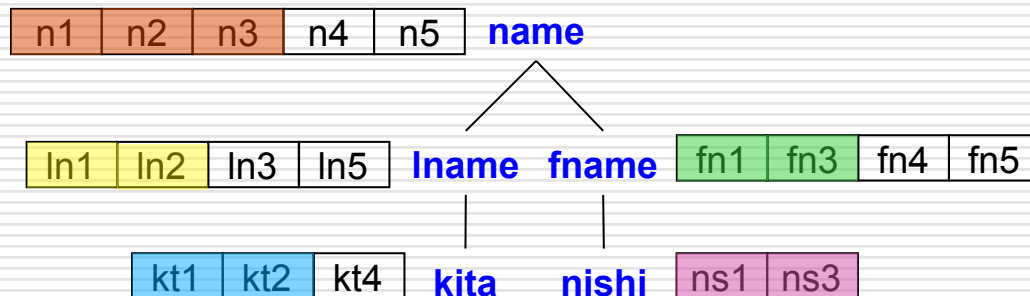 n1 n2 n3 n4 n5 name
ln1 ln2 ln3 ln5 lname fname fn1 fn3 fn4 fn5
kt1 kt2 kt4 kita nishi ns1 ns3